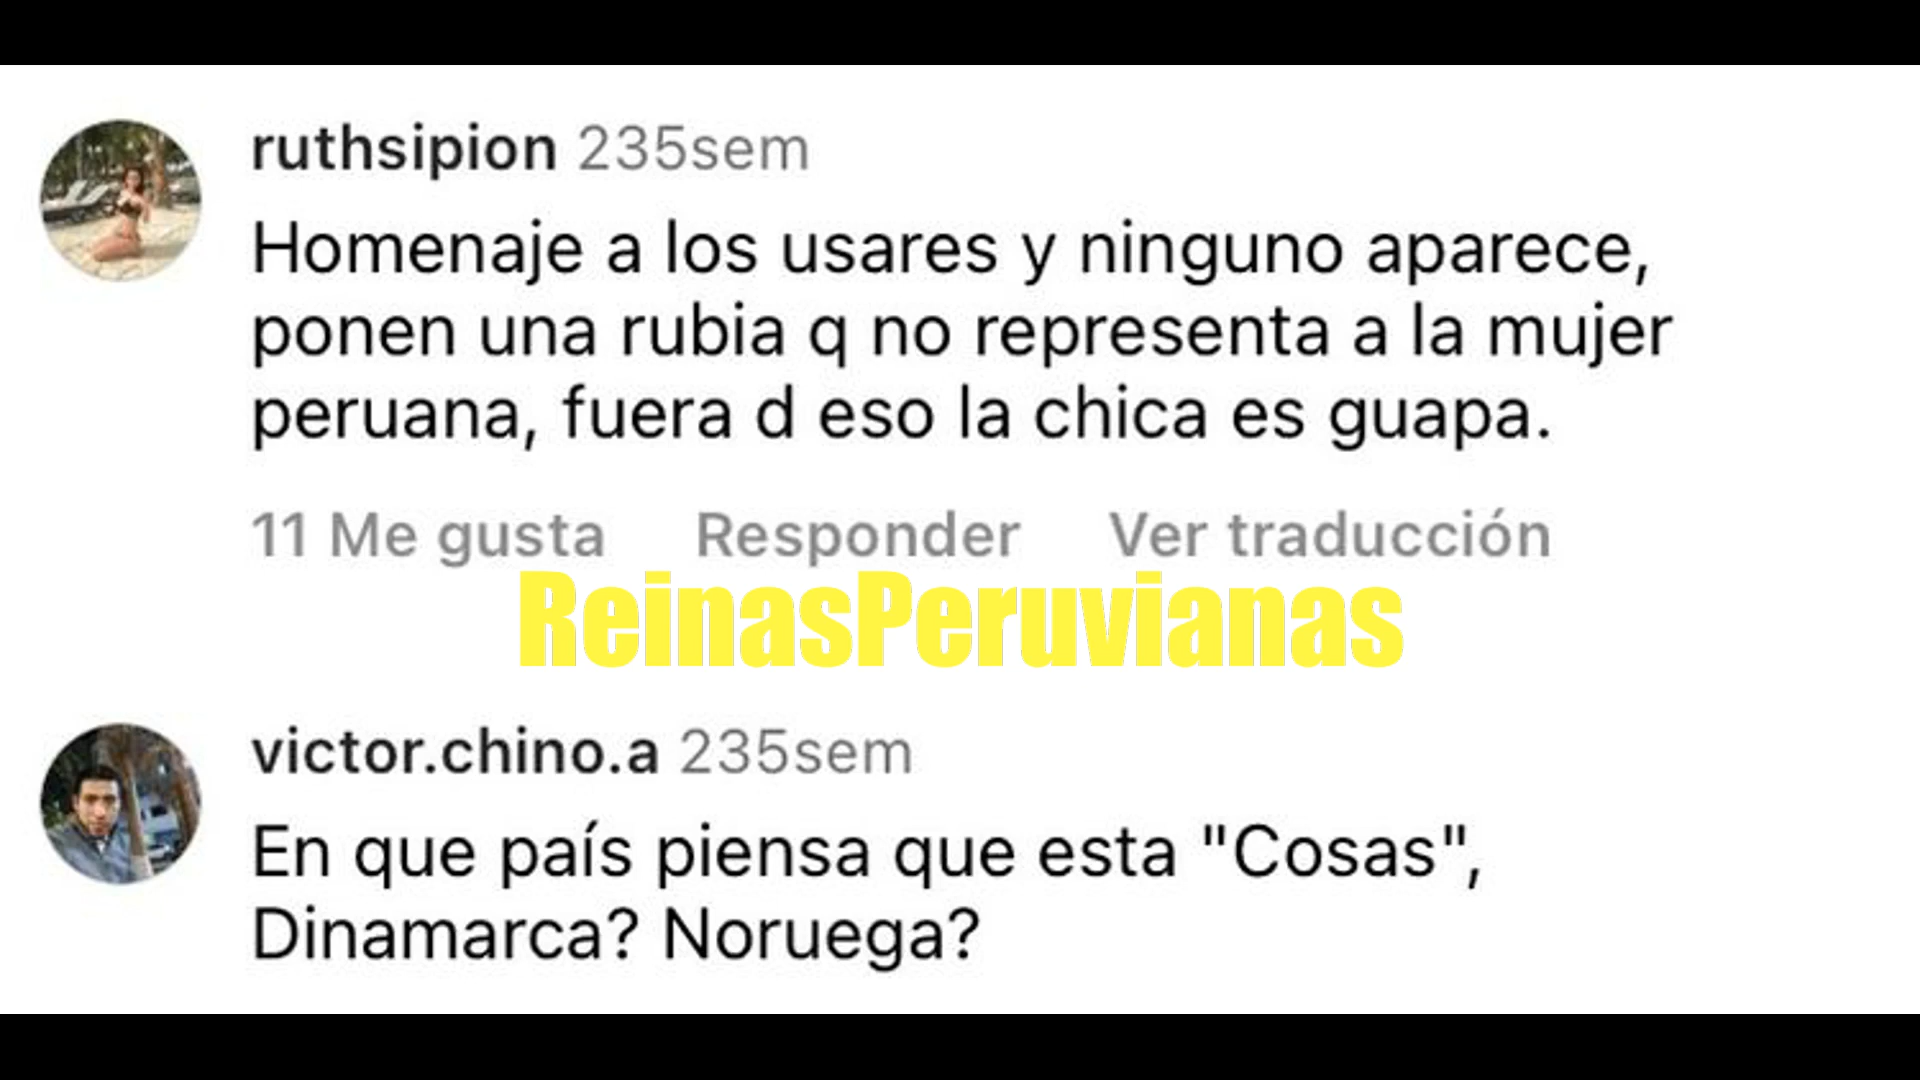 ruthsipion 235sem
Homenaje a los usares y ninguno aparece,
ponen una rubia q no representa a la mujer
peruana, fuera d eso la chica es guapa.
11 Me gusta Responder Ver traducción
ReinasPeruvianas
victor.chino.a 235sem
En que país piensa que esta "Cosas",
Dinamarca? Noruega?